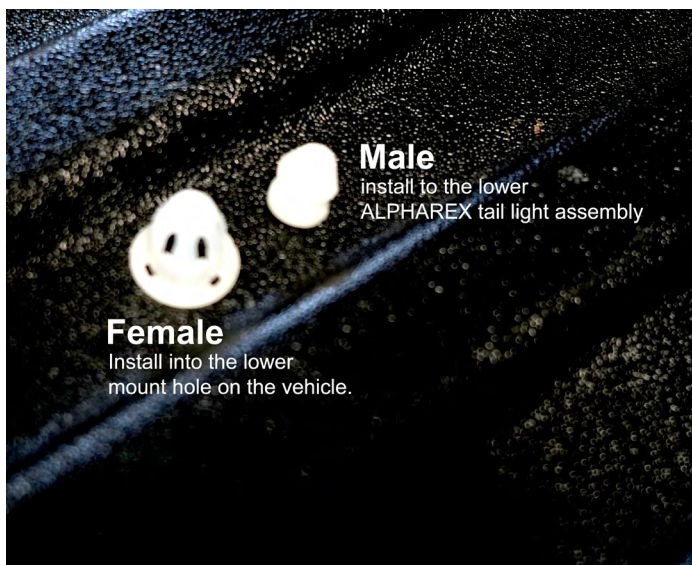 Male
install to the lower
ALPHAREX tail light assembly
Female
Install into the lower
mount hole on the vehicle.